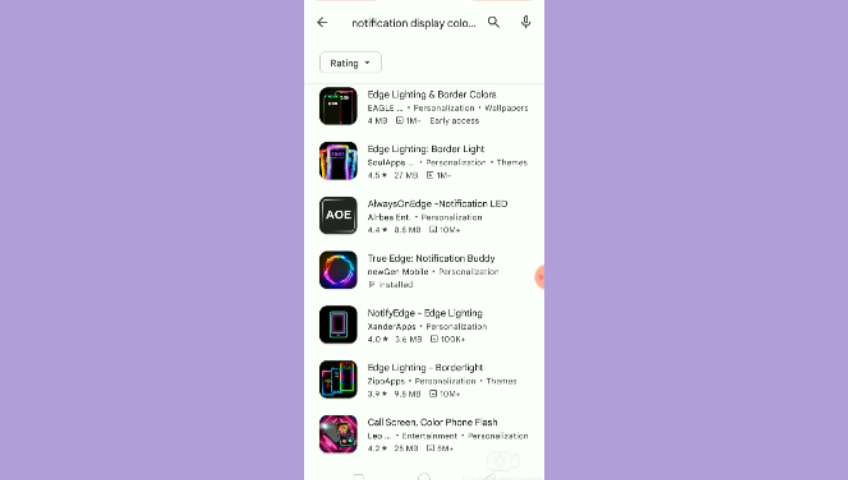 notification display colo...
Rating
Edge Lighting & Border Colors
EAGLE ... • Personalization • Wallpapers
4 MB 1M+ Early access
Edge Lighting: Border Light
SoulApps ... • Personalization • Themes
4.5★ 27 MB 1M+
AOE
AlwaysOnEdge -Notification LED
Airbea Ent. • Personalization
4.4★ 8.8 MB 10M+
True Edge: Notification Buddy
newGen Mobile • Personalization
Installed
NotifyEdge - Edge Lighting
XanderApps • Personalization
4.0★ 3.6 MB 100K+
Edge Lighting - Borderlight
ZipoApps • Personalization • Themes
3.9★ 9.8 MB 10M+
Call Screen, Color Phone Flash
Leo ... • Entertainment • Personalization
4.2★ 25 MB 5M+